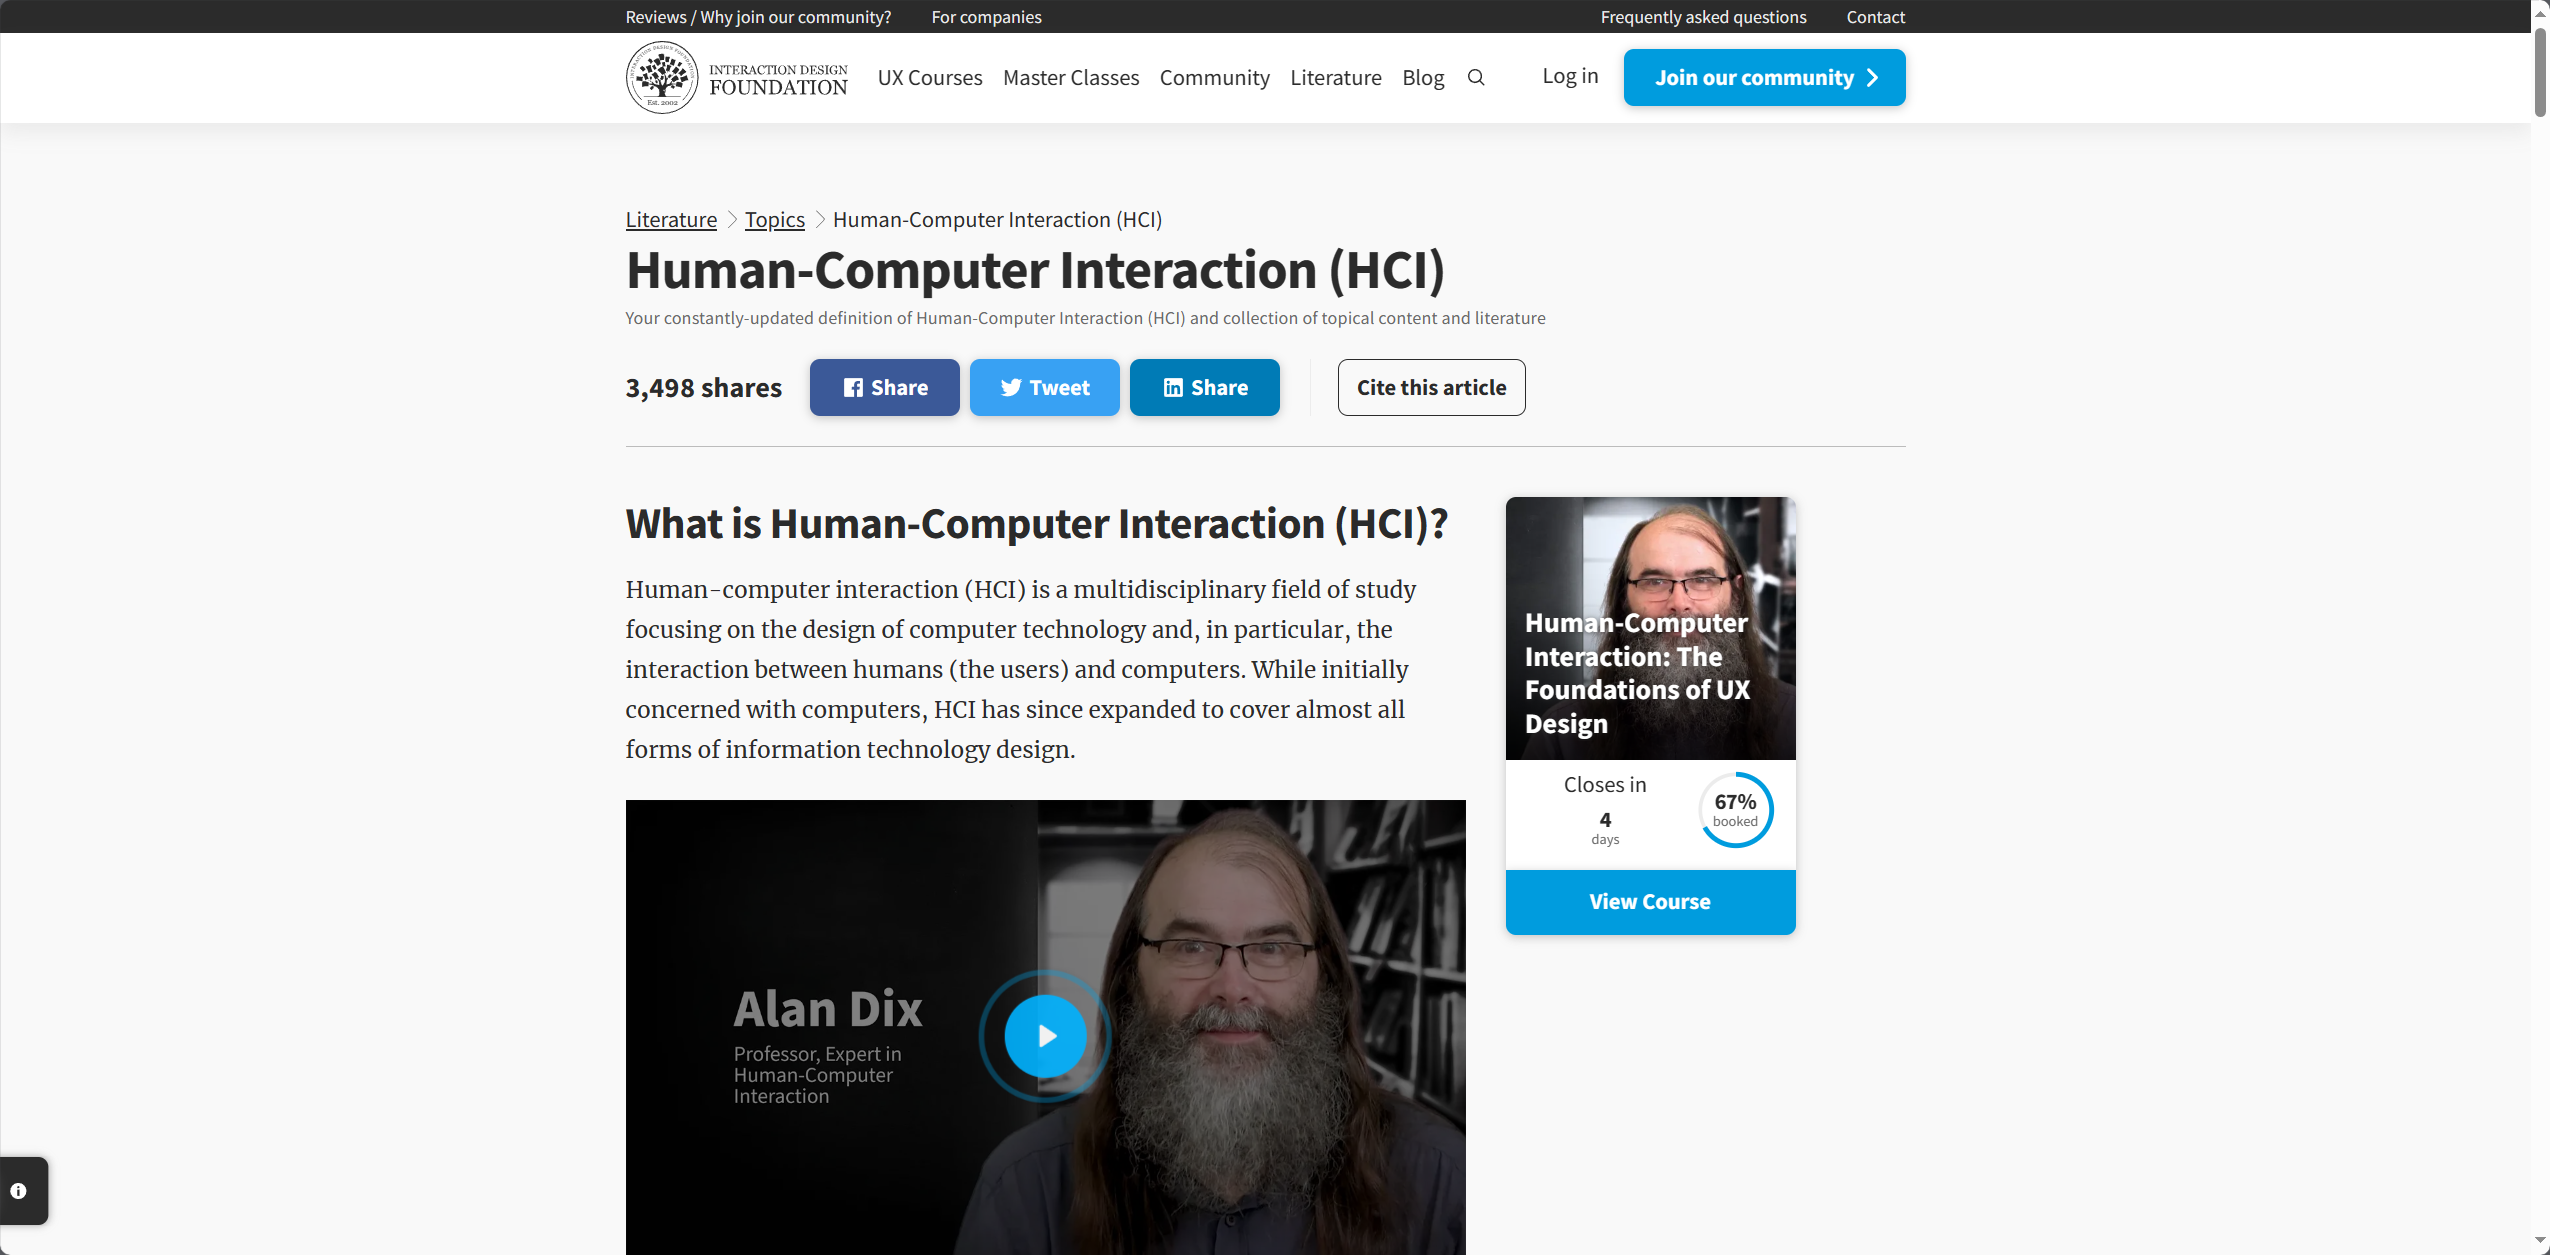 Reviews / Why join our community?
For companies
Frequently asked questions
Contact
INTERACTION DESIGN FOUNDATION
Est. 2002
INTERACTION DESIGN
FOUNDATION
UX Courses
Master Classes
Community
Literature
Blog
Log in
Join our community
Literature > Topics > Human-Computer Interaction (HCI)
Human-Computer Interaction (HCI)
Your constantly-updated definition of Human-Computer Interaction (HCI) and collection of topical content and literature
3,498 shares
Share
Tweet
Share
Cite this article
What is Human-Computer Interaction (HCI)?
Human-computer interaction (HCI) is a multidisciplinary field of study
focusing on the design of computer technology and, in particular, the
interaction between humans (the users) and computers. While initially
concerned with computers, HCI has since expanded to cover almost all
forms of information technology design.
Alan Dix
Professor, Expert in
Human-Computer
Interaction
Human-Computer
Interaction: The
Foundations of UX
Design
Closes in
4
days
67%
booked
View Course